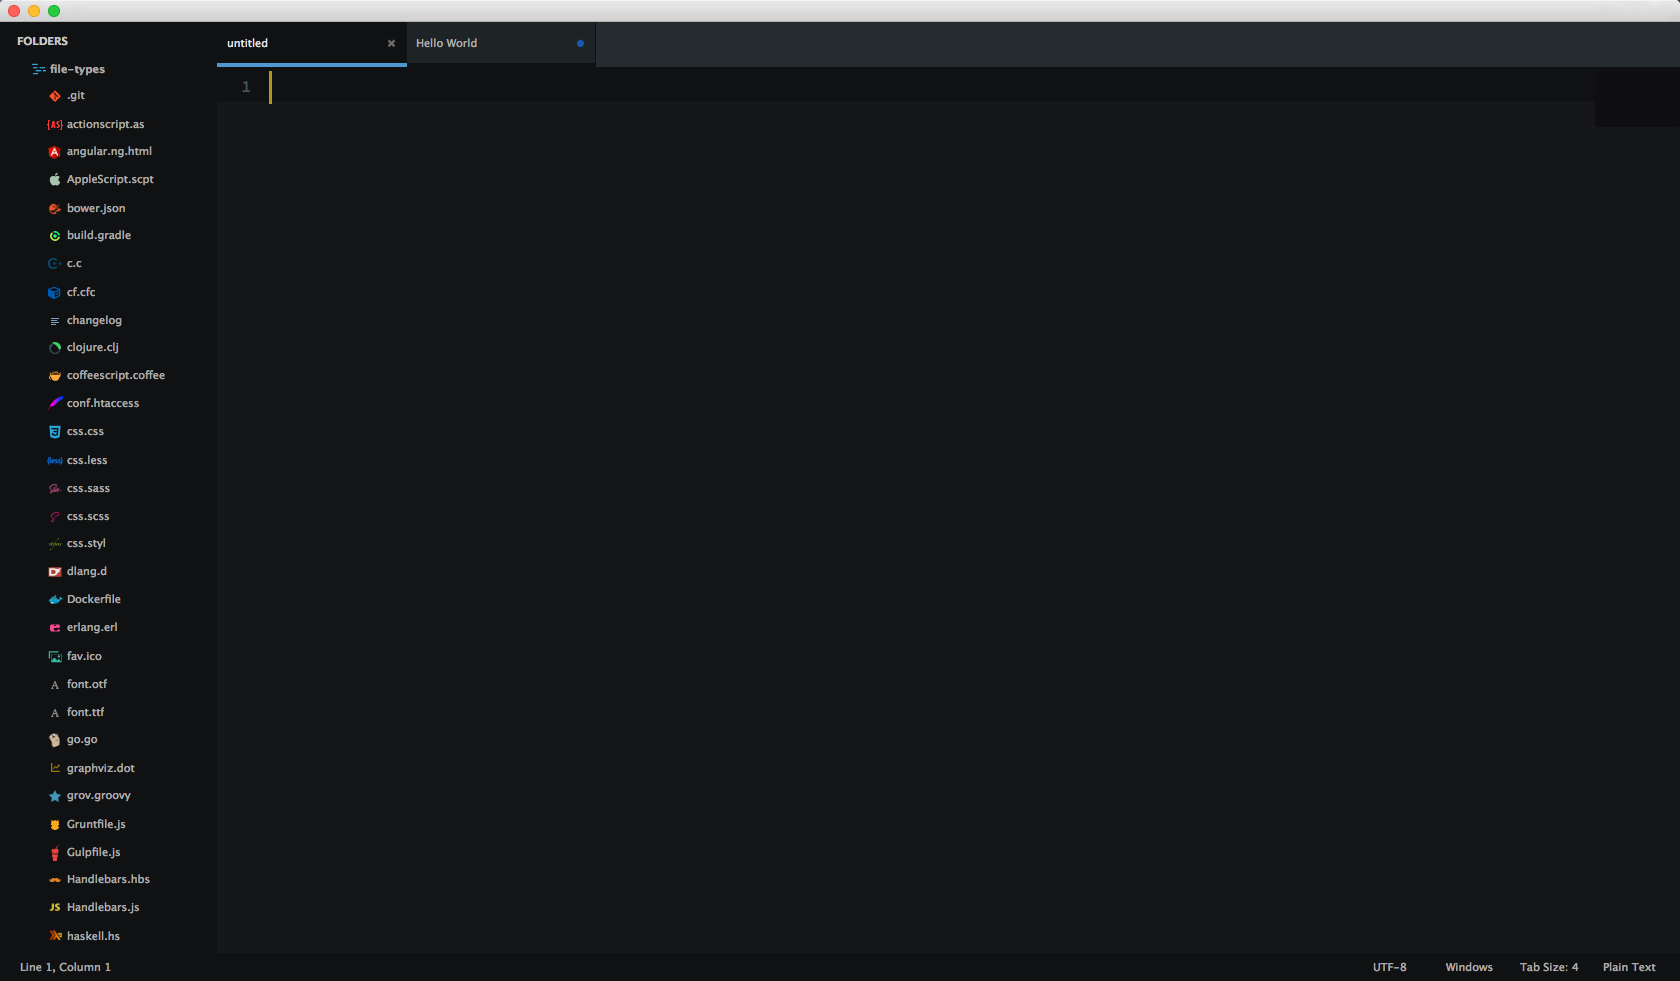 FOLDERS
file-types
.git
actionscript.as
angular.ng.html
AppleScript.scpt
bower.json
build.gradle
c.c
cf.cfc
changelog
clojure.clj
coffeescript.coffee
conf.htaccess
css.css
css.less
css.sass
css.scss
css.styl
dlang.d
Dockerfile
erlang.erl
fav.ico
font.otf
font.ttf
go.go
graphviz.dot
grov.groovy
Gruntfile.js
Gulpfile.js
Handlebars.hbs
JS Handlebars.js
haskell.hs
untitled × Hello World
1
Line 1, Column 1 UTF-8 Windows Tab Size: 4 Plain Text